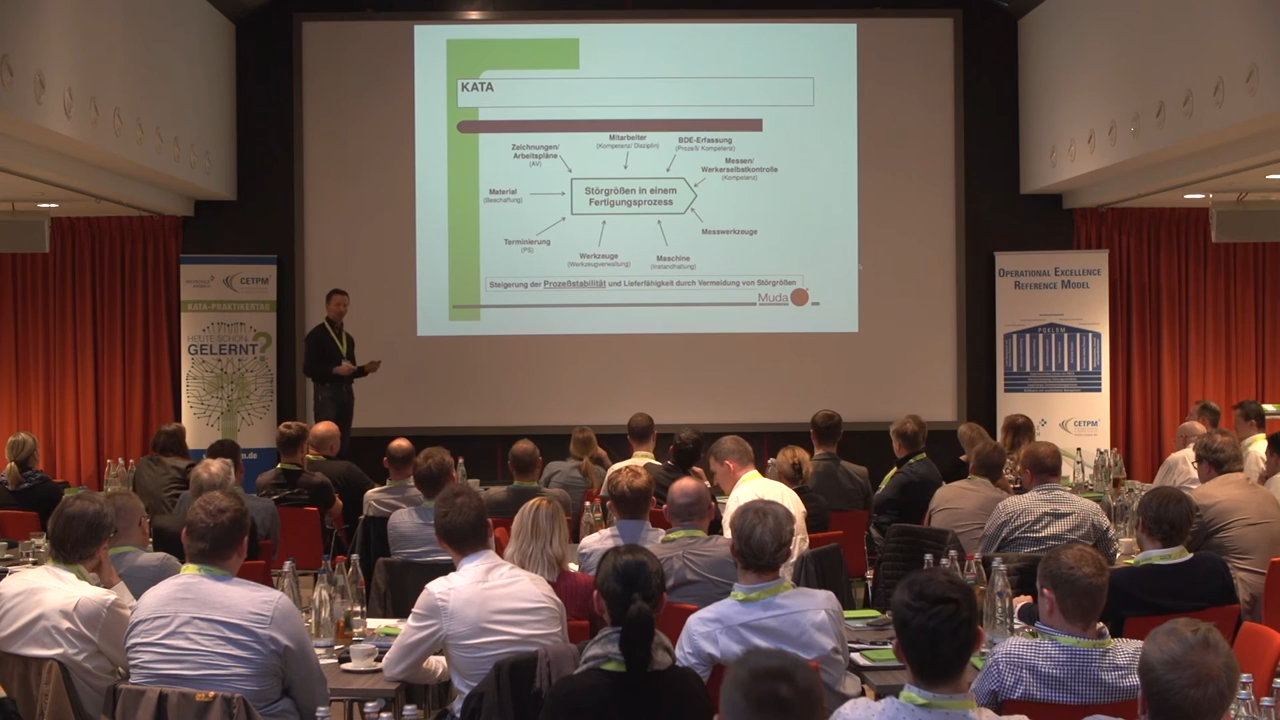 KATA
Mitarbeiter
(Kompetenz/ Disziplin)
BDE-Erfassung
(Prozeß/ Kompetenz)
Zeichnungen/
Arbeitspläne
(AV)
Messen/
Werkerselbstkontrolle
(Kompetenz)
Material
(Beschaffung)
Störgrößen in einem
Fertigungsprozess
Messwerkzeuge
Terminierung
(PS)
Werkzeuge
(Werkzeugverwaltung)
Maschine
(Instandhaltung)
Steigerung der Prozeßstabilität und Lieferfähigkeit durch Vermeidung von Störgrößen
Muda
CETPM
KATA-PRAKTIKERTAG
HEUTE SCHON
GELERNT?
OPERATIONAL EXCELLENCE
REFERENCE MODEL
CETPM